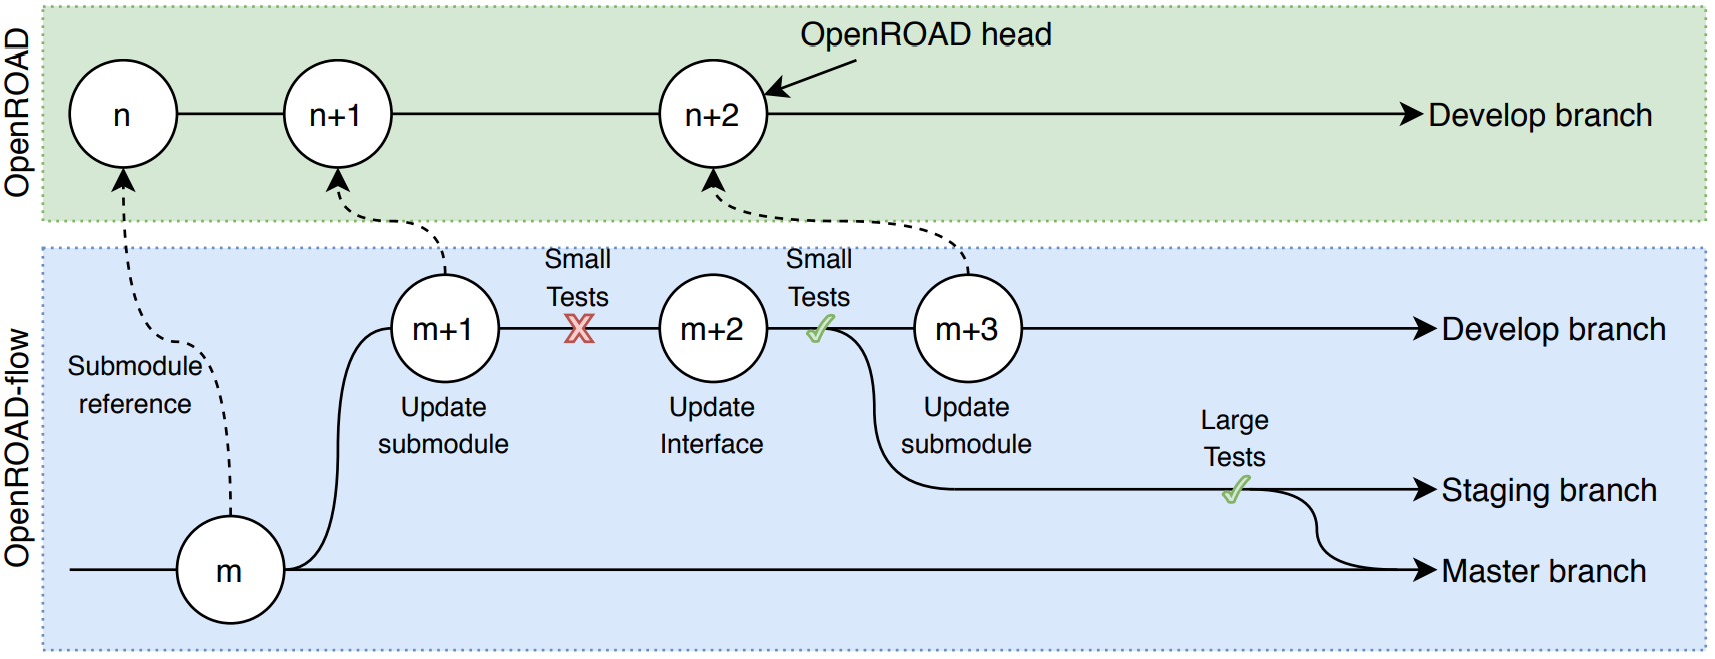 OpenROAD
OpenROAD head
n
n+1
n+2
Develop branch
OpenROAD-flow
Submodule
reference
Small
Tests
Small
Tests
m+1
m+2
m+3
Develop branch
Update
submodule
Update
Interface
Update
submodule
Large
Tests
Staging branch
m
Master branch